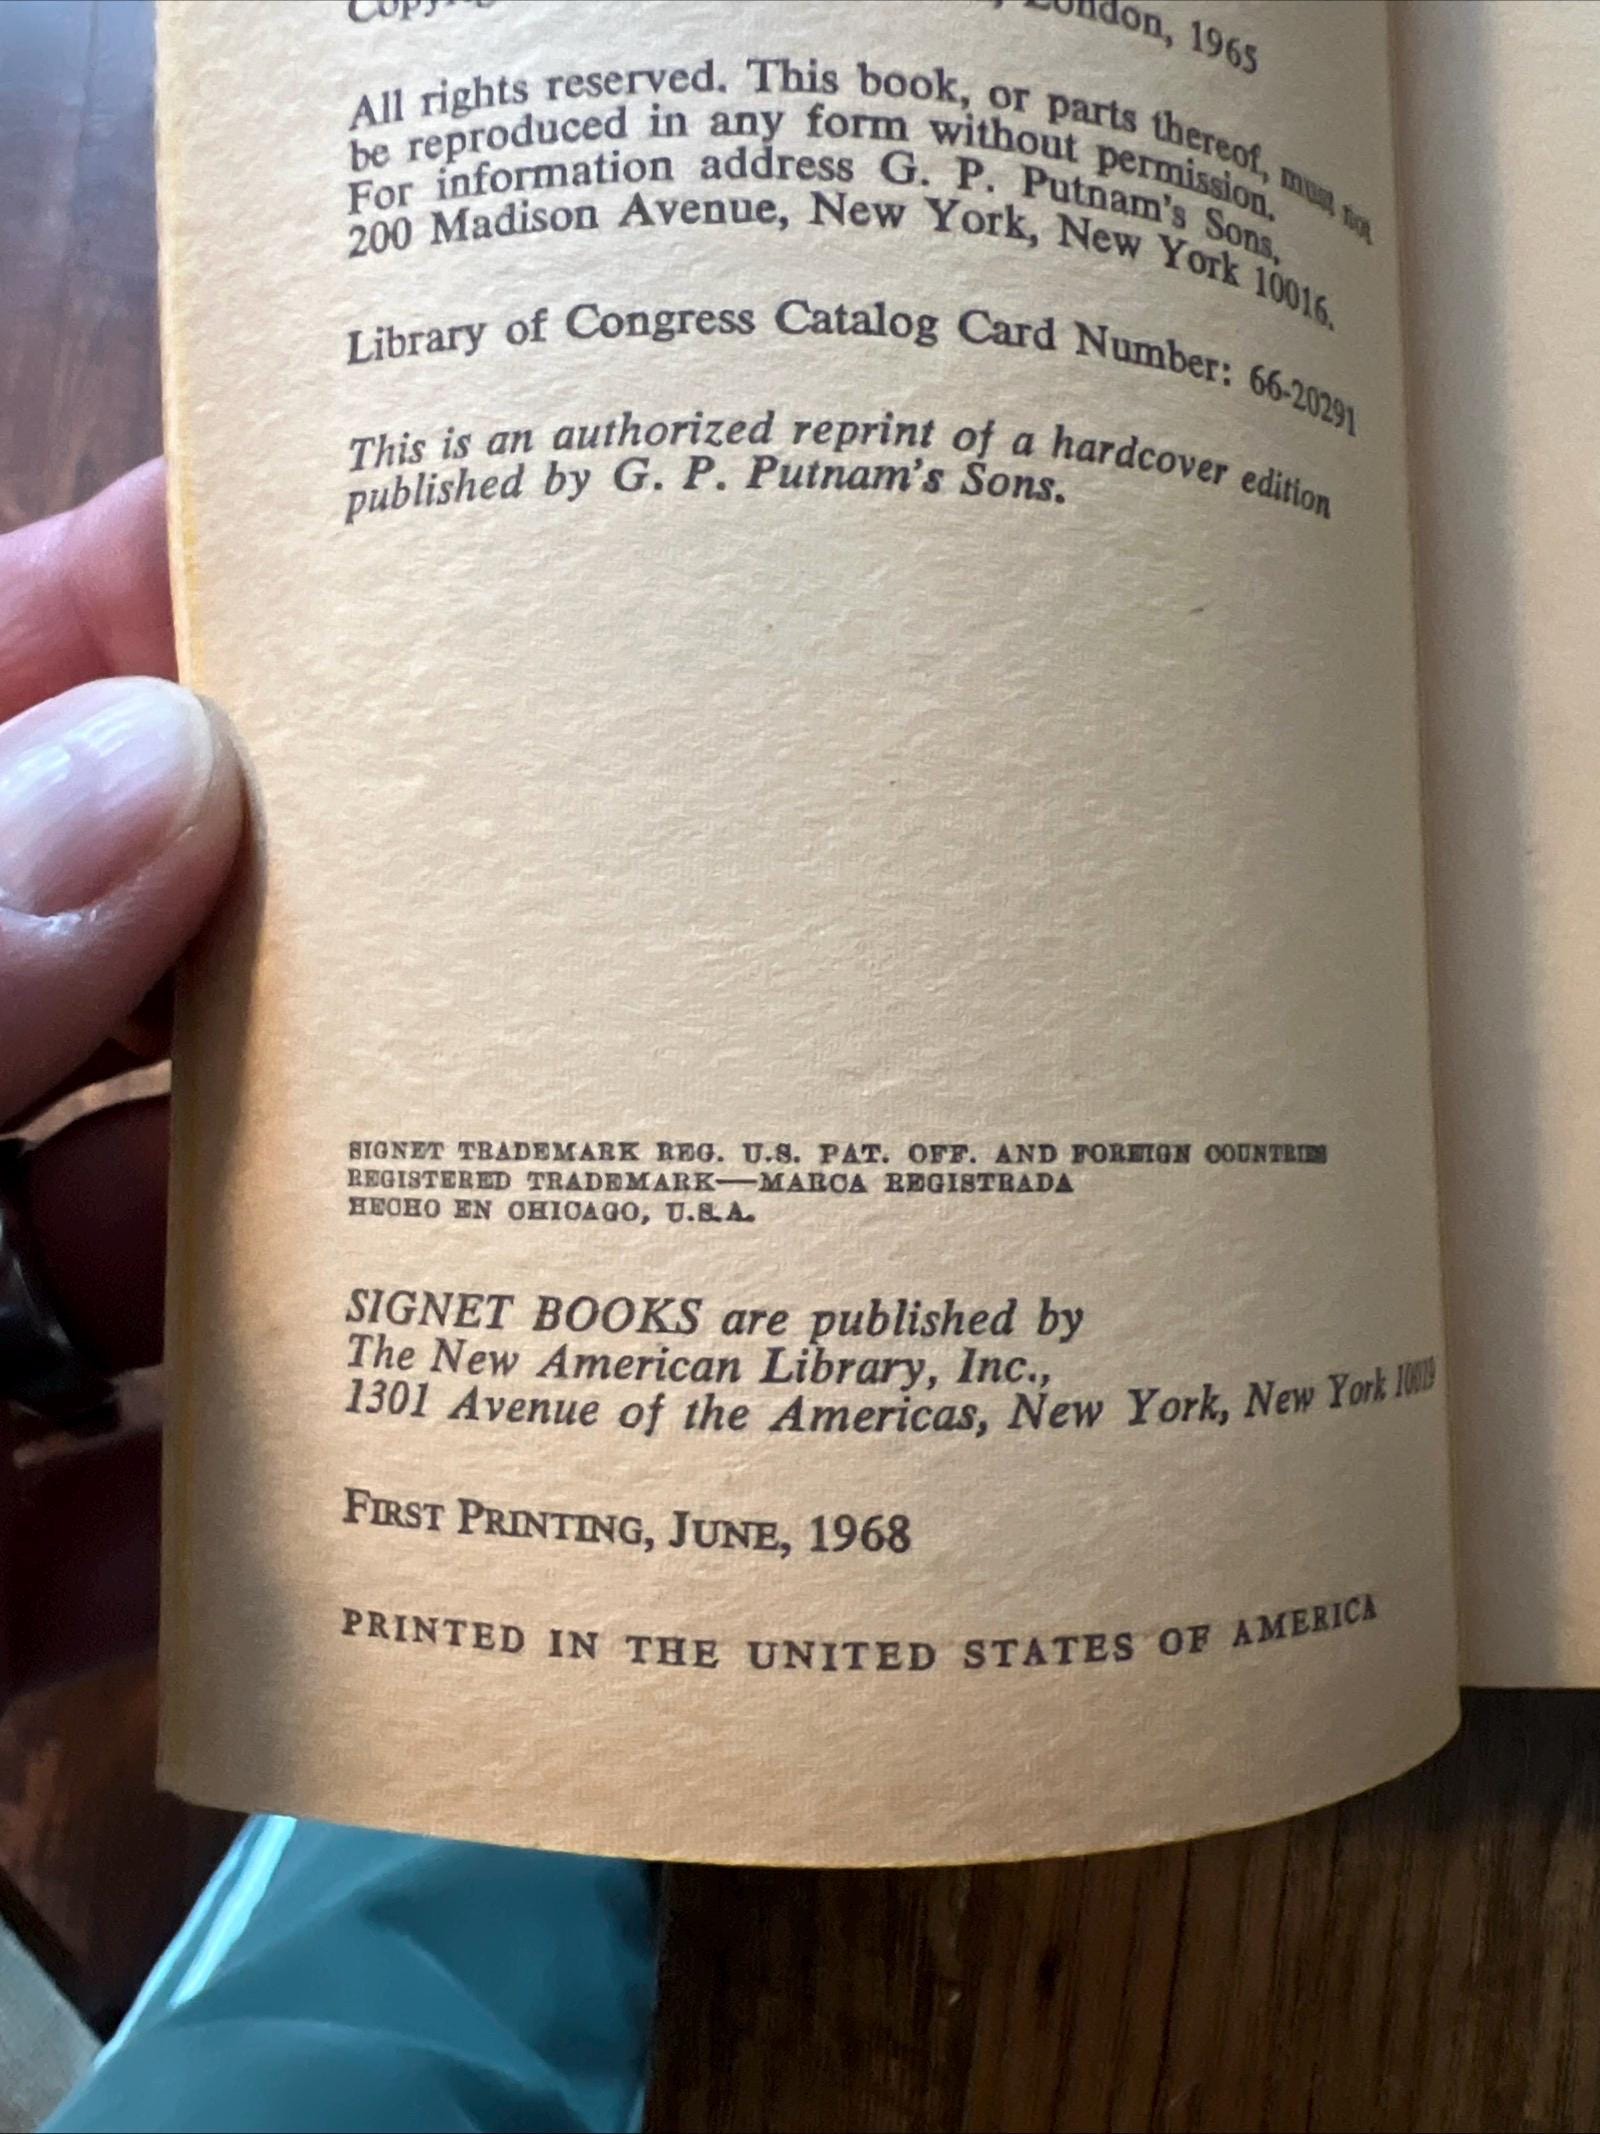 London, 1965
All rights reserved. This book, or parts thereof, must not
be reproduced in any form without permission.
For information address G. P. Putnam's Sons,
200 Madison Avenue, New York, New York 10016.
Library of Congress Catalog Card Number: 66-20291
This is an authorized reprint of a hardcover edition
published by G. P. Putnam's Sons.
SIGNET TRADEMARK REG. U.S. PAT. OFF. AND FOREIGN COUNTRIES
REGISTERED TRADEMARK—MARCA REGISTRADA
HECHO EN CHICAGO, U.S.A.
SIGNET BOOKS are published by
The New American Library, Inc.,
1301 Avenue of the Americas, New York, New York 10019
FIRST PRINTING, JUNE, 1968
PRINTED IN THE UNITED STATES OF AMERICA